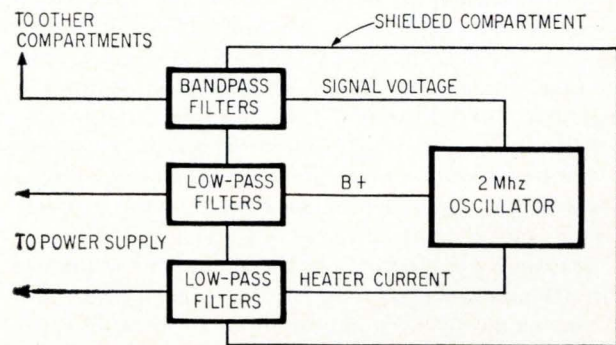 TO OTHER
COMPARTMENTS
SHIELDED COMPARTMENT
BANDPASS
FILTERS
SIGNAL VOLTAGE
LOW-PASS
FILTERS
B+
2 Mhz
OSCILLATOR
TO POWER SUPPLY
LOW-PASS
FILTERS
HEATER CURRENT